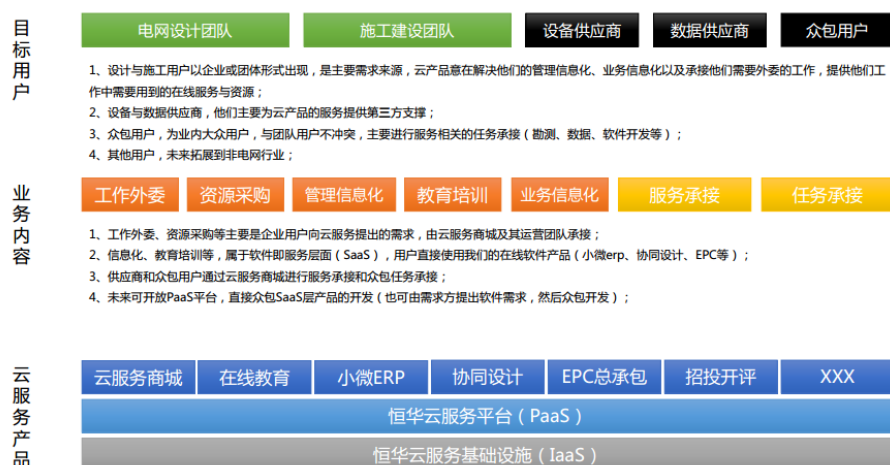 目标用户
电网设计团队 施工建设团队 设备供应商 数据供应商 众包用户
1、设计与施工用户以企业或团体形式出现，是主要需求来源，云产品意在解决他们的管理信息化、业务信息化以及承接他们需要外委的工作，提供他们工
作中需要用到的在线服务与资源；
2、设备与数据供应商，他们主要为云产品的服务提供第三方支撑；
3、众包用户，为业内大众用户，与团队用户不冲突，主要进行服务相关的任务承接（勘测、数据、软件开发等）；
4、其他用户，未来拓展到非电网行业；
业务内容
工作外委 资源采购 管理信息化 教育培训 业务信息化 服务承接 任务承接
1、工作外委、资源采购等主要是企业用户向云服务提出的需求，由云服务商城及其运营团队承接；
2、信息化、教育培训等，属于软件即服务层面（SaaS），用户直接使用我们的在线软件产品（小微erp、协同设计、EPC等）；
3、供应商和众包用户通过云服务商城进行服务承接和众包任务承接；
4、未来可开放PaaS平台，直接众包SaaS层产品的开发（也可由需求方提出软件需求，然后众包开发）；
云服务产品
云服务商城 在线教育 小微ERP 协同设计 EPC总承包 招投开评 XXX
恒华云服务平台（PaaS）
恒华云服务基础设施（IaaS）